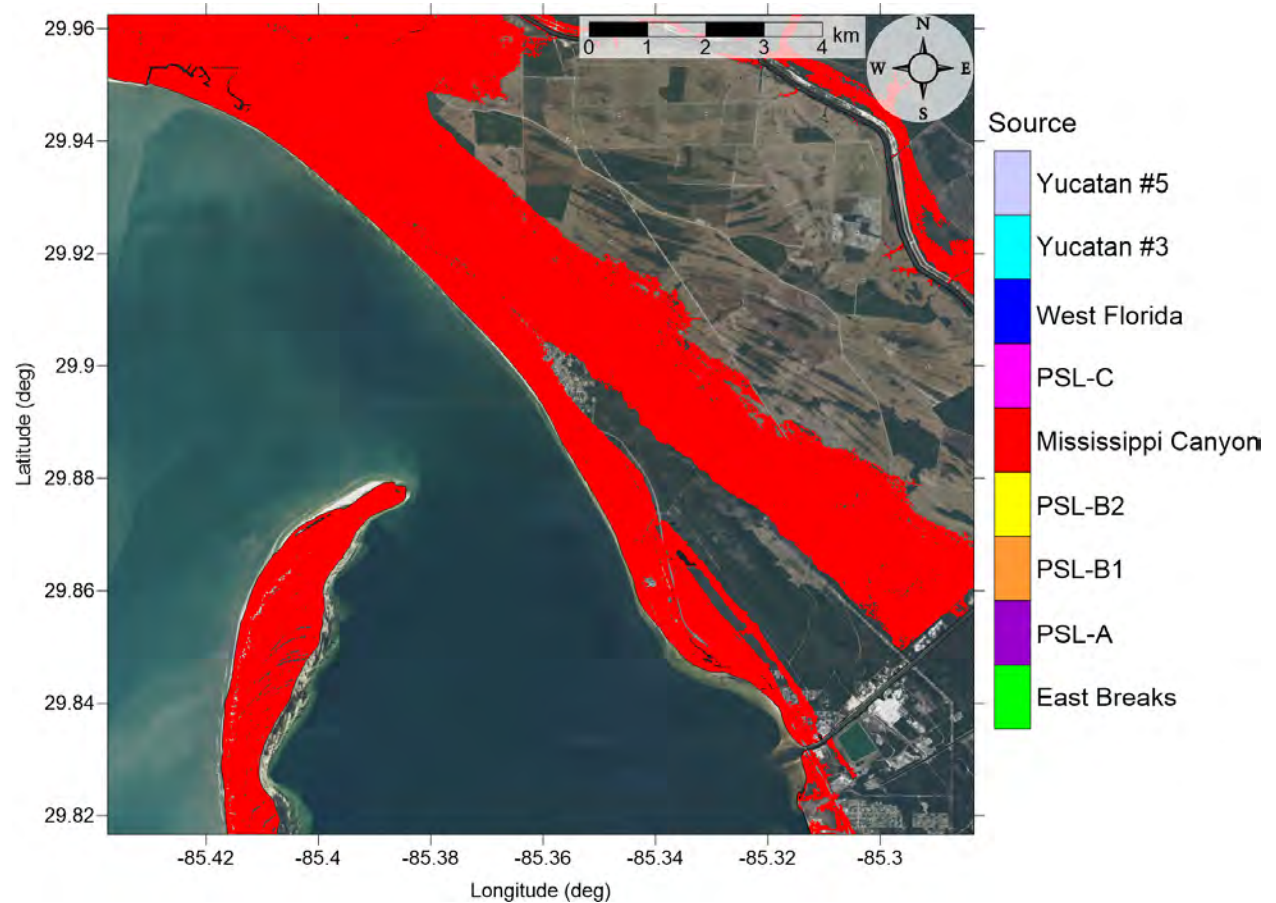 29.96
29.94
29.92
29.9
29.88
29.86
29.84
29.82
Latitude (deg)
-85.42
-85.4
-85.38
-85.36
-85.34
-85.32
-85.3
Longitude (deg)
0 1 2 3 4 km
N
W E
S
Source
Yucatan #5
Yucatan #3
West Florida
PSL-C
Mississippi Canyon
PSL-B2
PSL-B1
PSL-A
East Breaks